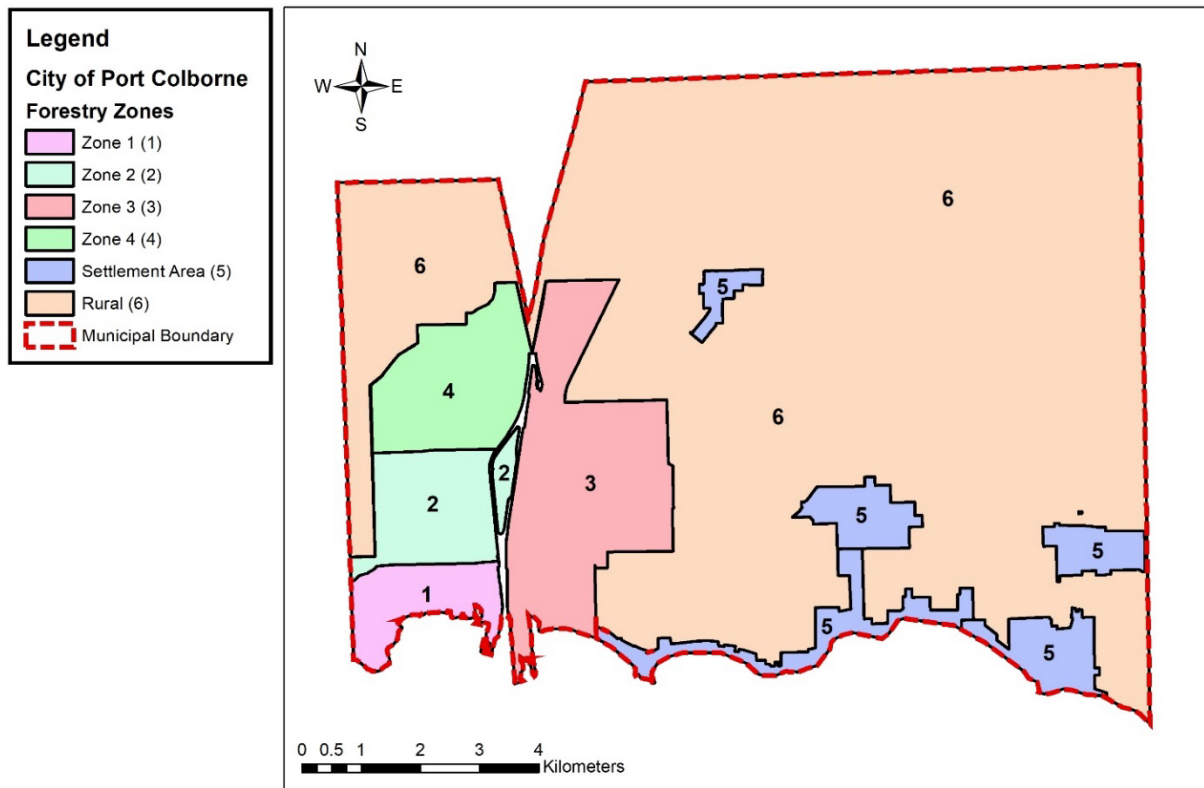 Legend
City of Port Colborne
Forestry Zones
Zone 1 (1)
Zone 2 (2)
Zone 3 (3)
Zone 4 (4)
Settlement Area (5)
Rural (6)
Municipal Boundary
N
W E
S
6
6
5
4
6
2
2
3
5
5
1
5
5
0 0.5 1 2 3 4
Kilometers